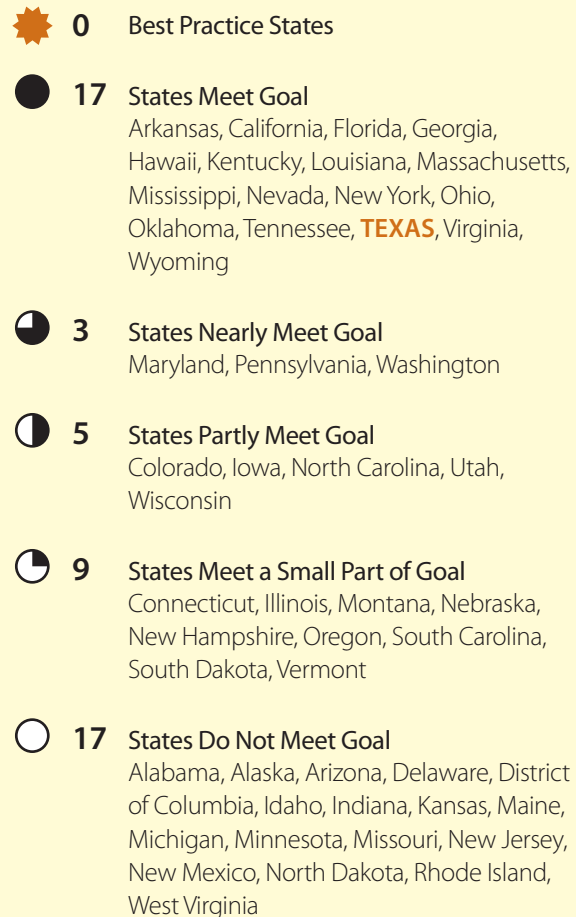 0 Best Practice States
17 States Meet Goal
Arkansas, California, Florida, Georgia,
Hawaii, Kentucky, Louisiana, Massachusetts,
Mississippi, Nevada, New York, Ohio,
Oklahoma, Tennessee, TEXAS, Virginia,
Wyoming
3 States Nearly Meet Goal
Maryland, Pennsylvania, Washington
5 States Partly Meet Goal
Colorado, Iowa, North Carolina, Utah,
Wisconsin
9 States Meet a Small Part of Goal
Connecticut, Illinois, Montana, Nebraska,
New Hampshire, Oregon, South Carolina,
South Dakota, Vermont
17 States Do Not Meet Goal
Alabama, Alaska, Arizona, Delaware, District
of Columbia, Idaho, Indiana, Kansas, Maine,
Michigan, Minnesota, Missouri, New Jersey,
New Mexico, North Dakota, Rhode Island,
West Virginia